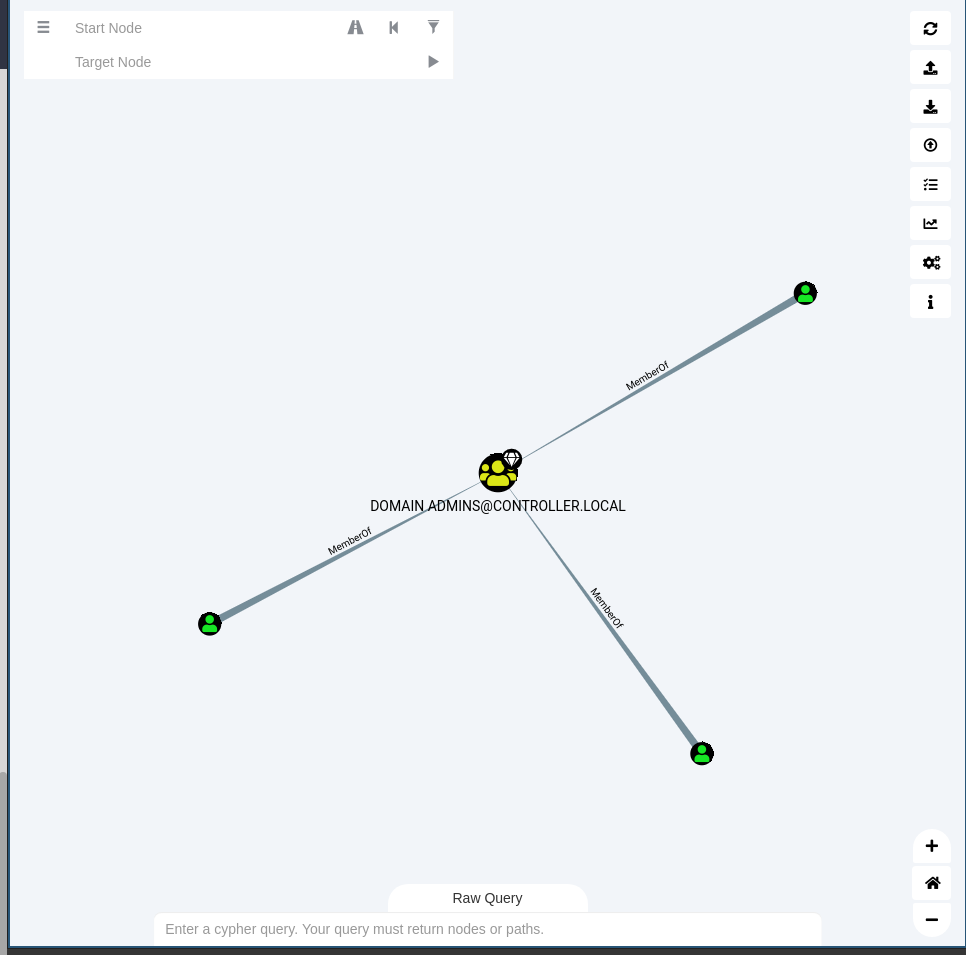 Start Node
Target Node
MemberOf
DOMAIN ADMINS@CONTROLLER.LOCAL
MemberOf
MemberOf
Raw Query
Enter a cypher query. Your query must return nodes or paths.